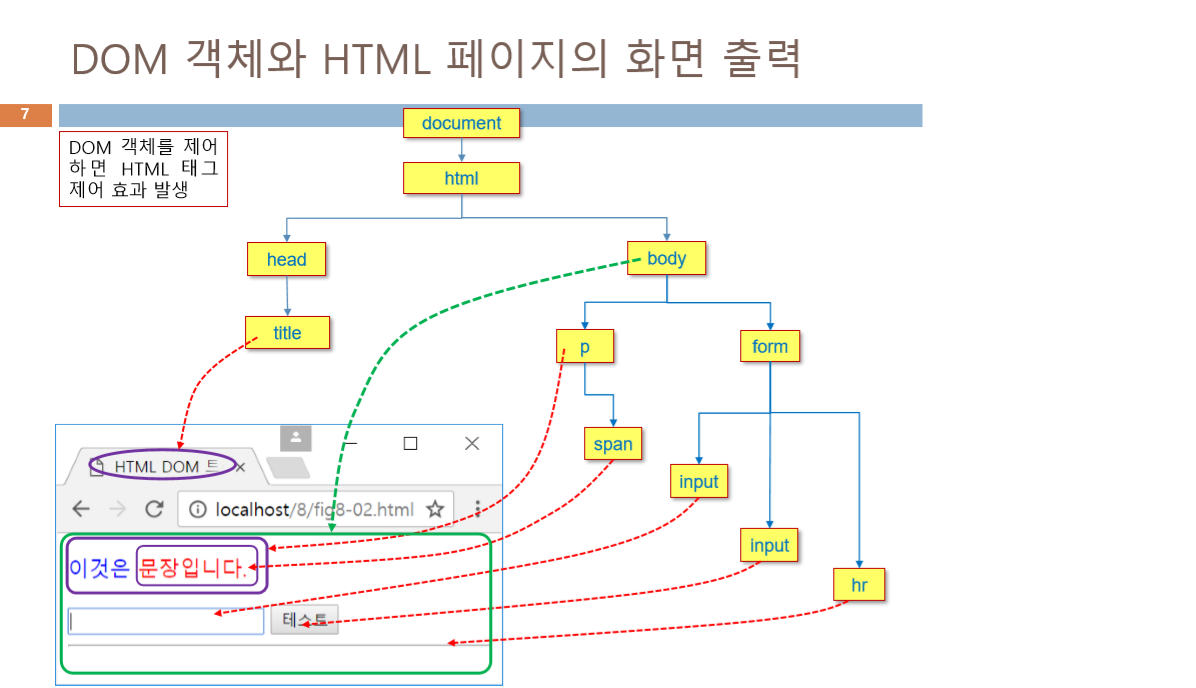 DOM 객체와 HTML 페이지의 화면 출력
7
document
DOM 객체를 제어
하면 HTML 태그
제어 효과 발생
html
head
body
title
p
form
span
input
input
hr
HTML DOM 트
localhost/8/fig8-02.html
이것은 문장입니다.
테스트